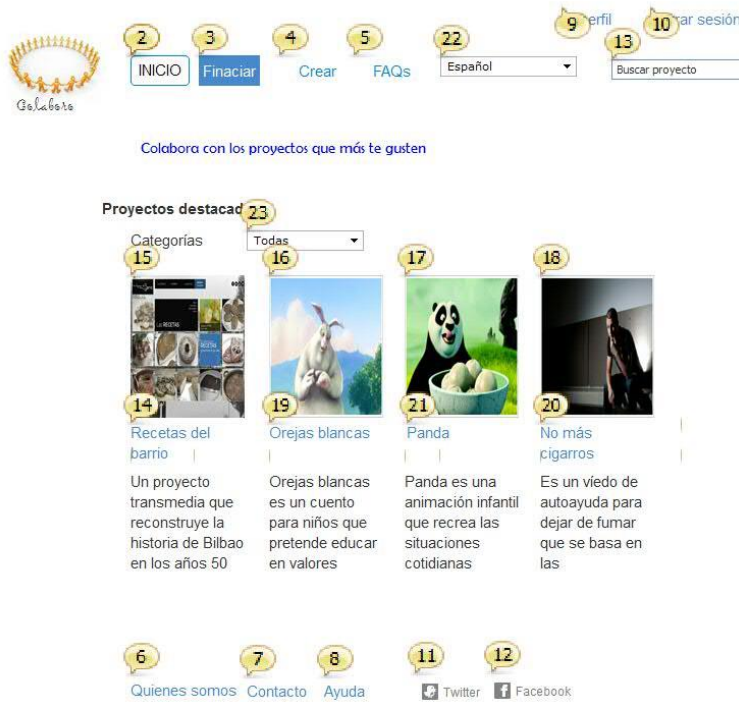 9 erfil 10 rar sesión
2 3 4 5 22 13
INICIO Finaciar Crear FAQs Español Buscar proyecto
Colabora
Colabora con los proyectos que más te gusten
Proyectos destacad 23
Categorías Todas
15 16 17 18
14 19 21 20
Recetas del Orejas blancas Panda No más
barrio cigarros
Un proyecto Orejas blancas Panda es una Es un víedo de
transmedia que es un cuento animación infantil autoayuda para
reconstruye la para niños que que recrea las dejar de fumar
historia de Bilbao pretende educar situaciones que se basa en
en los años 50 en valores cotidianas las
6 7 8 11 12
Quienes somos Contacto Ayuda Twitter Facebook